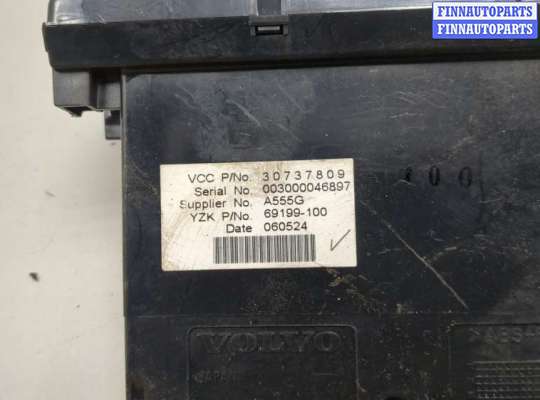 FINNAUTOPARTS
FINNAUTOPARTS
VCC P/No. 30737809
Serial No. 003000046897
Supplier No. A555G
YZK P/No. 69199-100
Date 060524
VOLVO